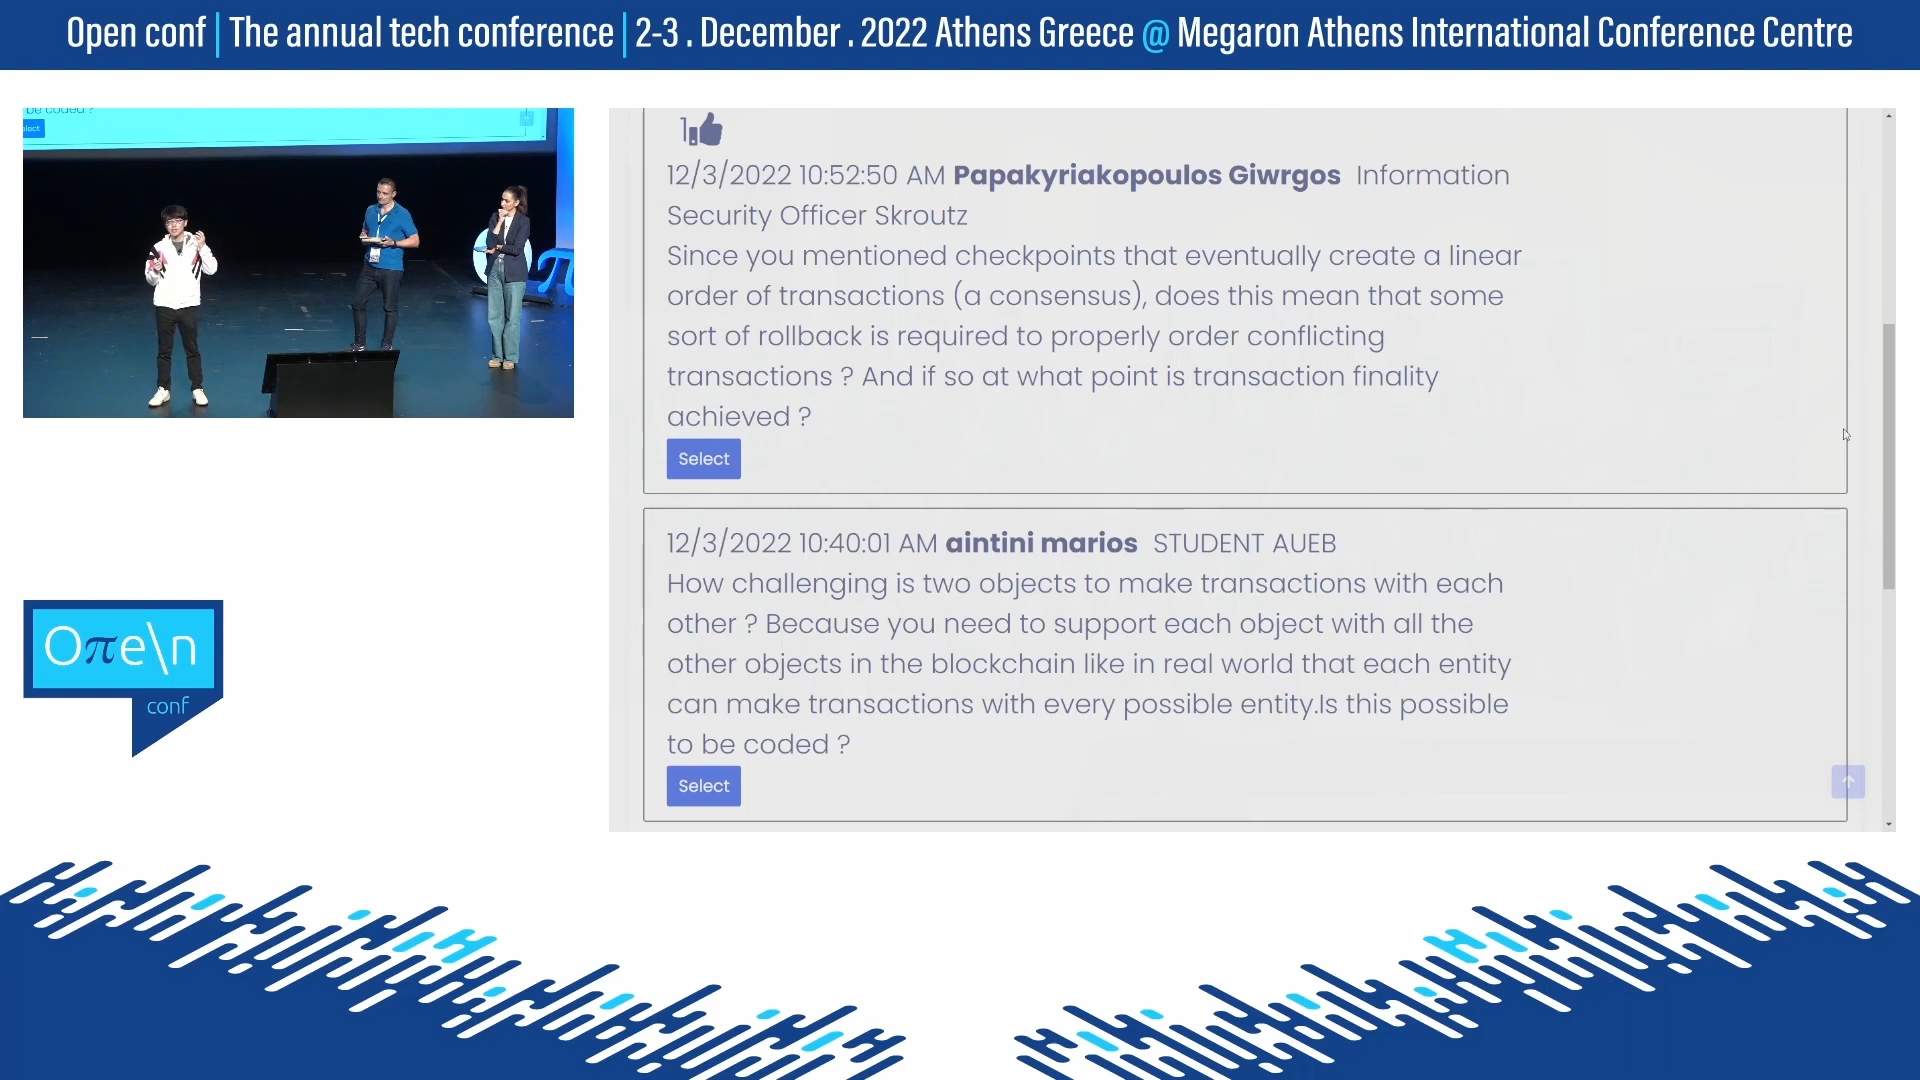 Open conf | The annual tech conference | 2-3 . December . 2022 Athens Greece @ Megaron Athens International Conference Centre
be coded ?
1
12/3/2022 10:52:50 AM Papakyriakopoulos Giwrgos Information
Security Officer Skroutz
Since you mentioned checkpoints that eventually create a linear
order of transactions (a consensus), does this mean that some
sort of rollback is required to properly order conflicting
transactions ? And if so at what point is transaction finality
achieved ?
Select
12/3/2022 10:40:01 AM aintini marios STUDENT AUEB
How challenging is two objects to make transactions with each
other ? Because you need to support each object with all the
other objects in the blockchain like in real world that each entity
can make transactions with every possible entity.Is this possible
to be coded ?
Select
Oπe\n
conf